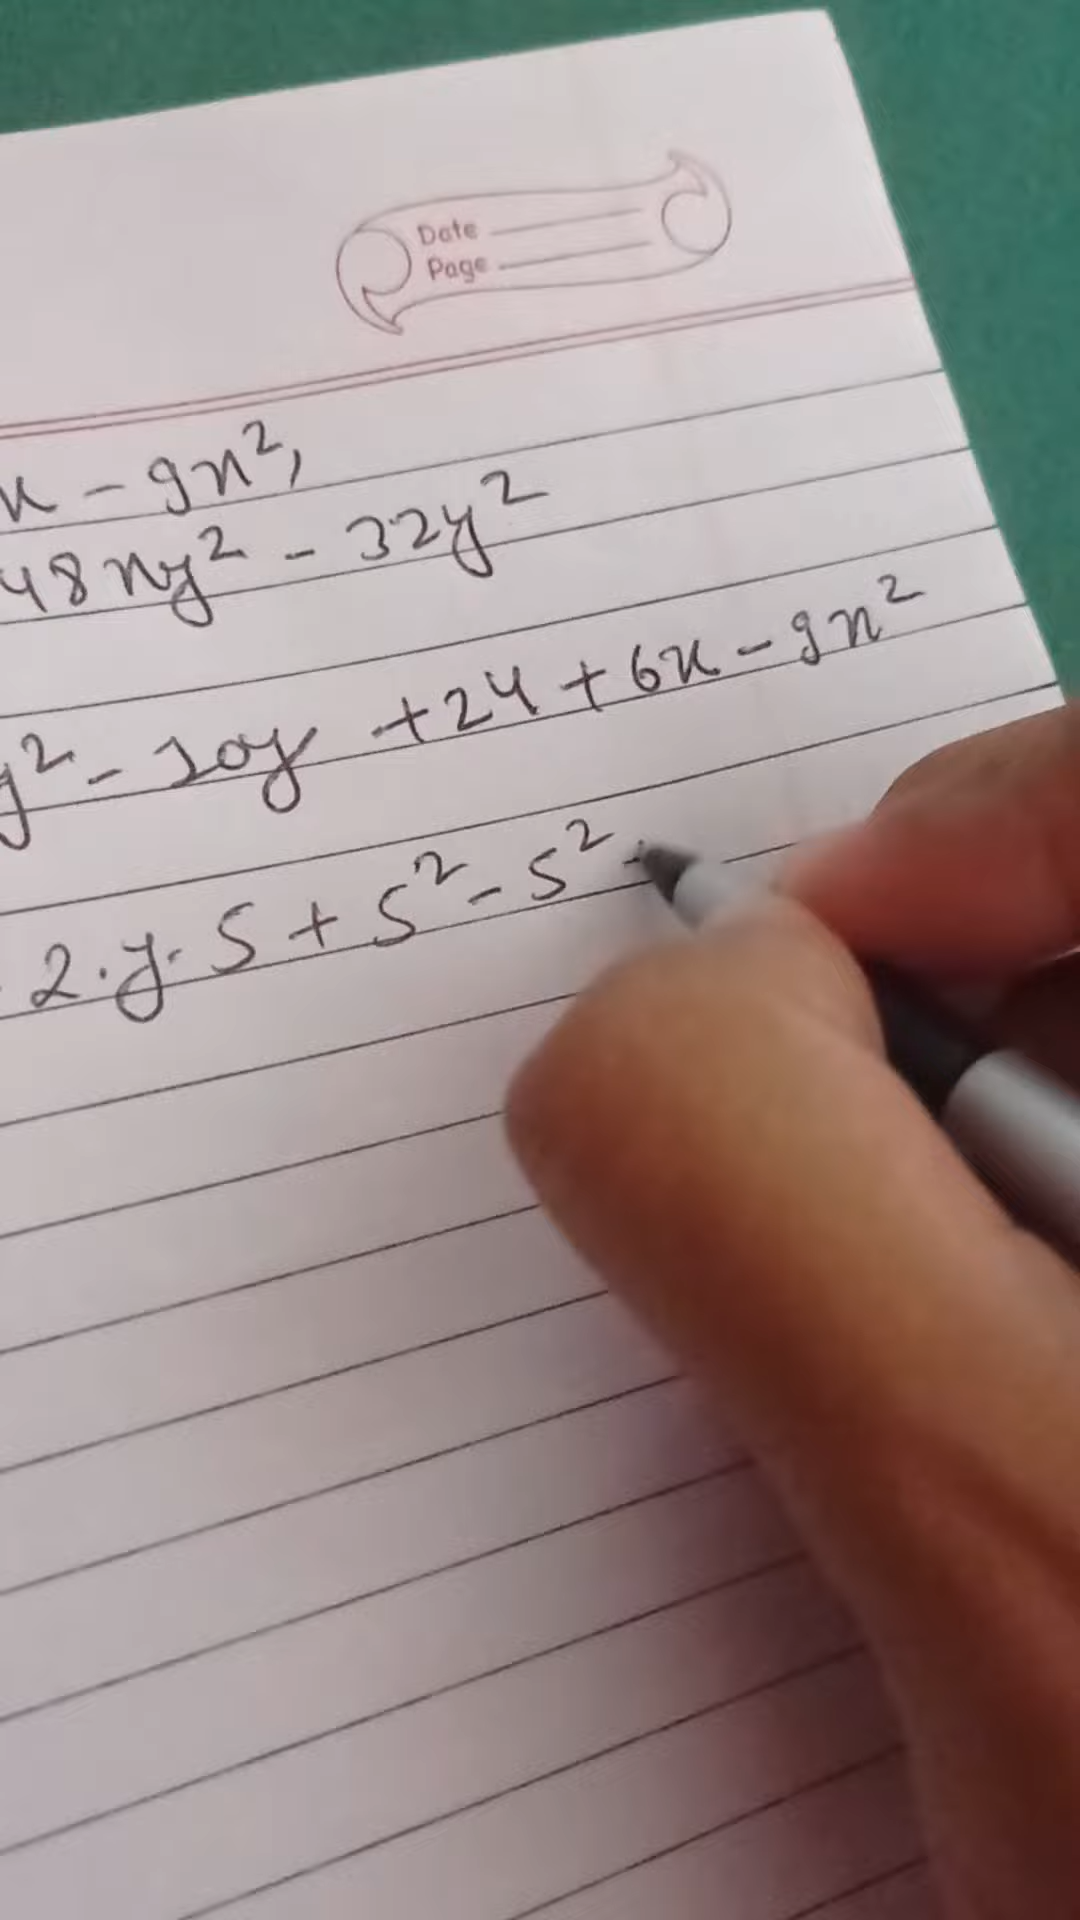 Date
Page
x - 9x²,
48xy² - 32y²
y² - 10y + 24 + 6x - 9x²
2.y.5 + 5² - 5²